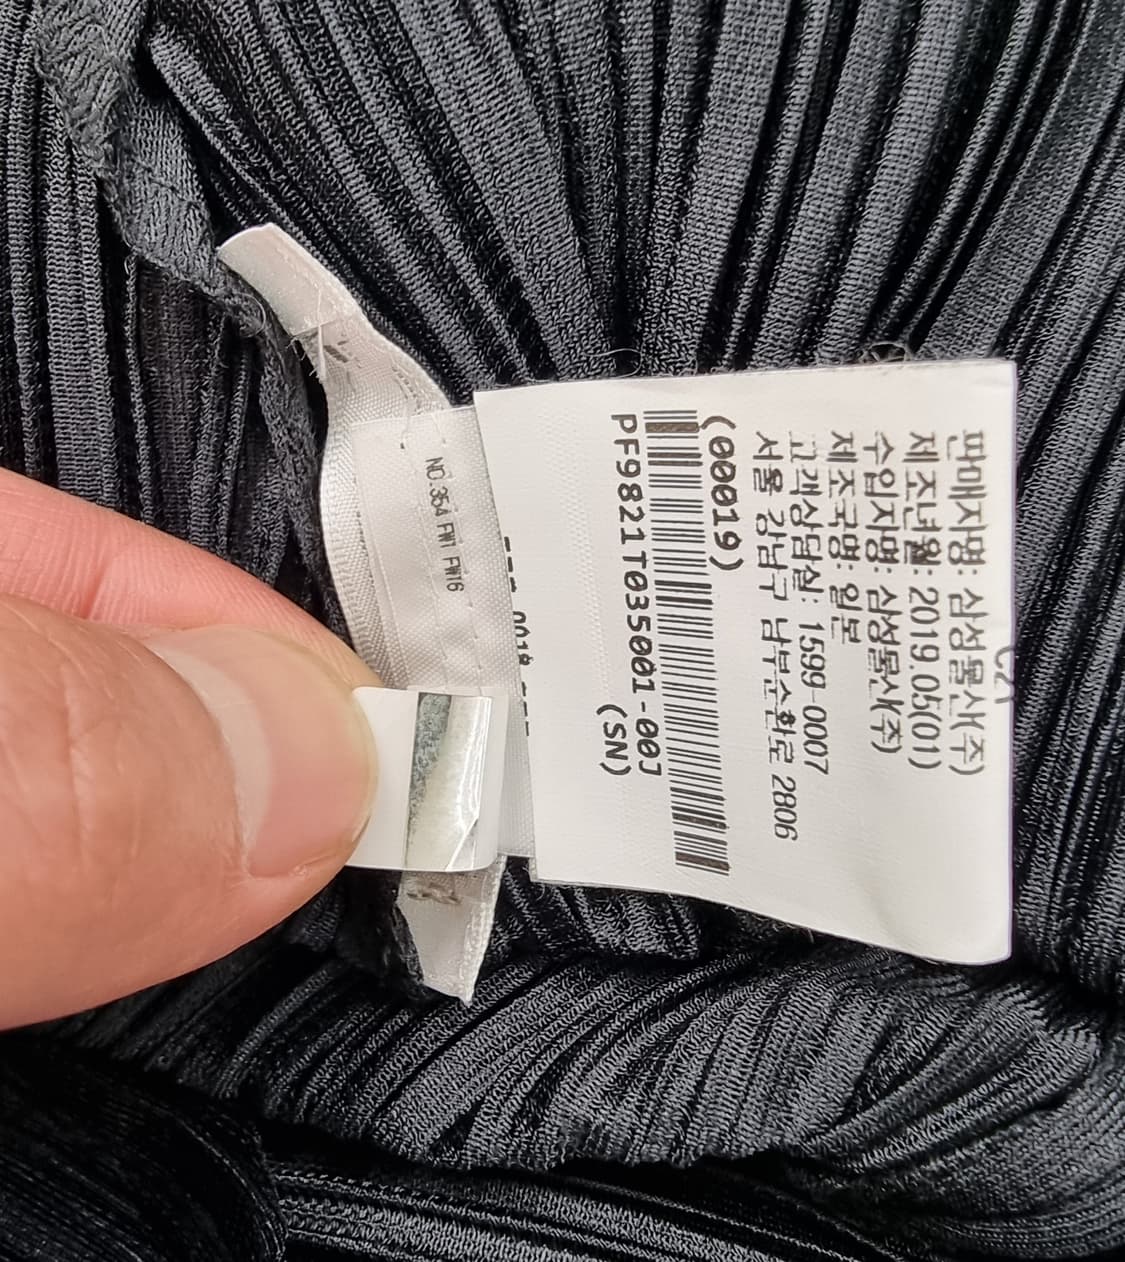 판매자명: 삼성물산(주)
제조년월: 2019.05(01)
수입자명: 삼성물산(주)
제조국명: 일본
고객상담실: 1599-0007
서울 강남구 남부순환로 2806
(00019)
PF9821T035001-00J
(SN)
NO.354 FW1 FW16